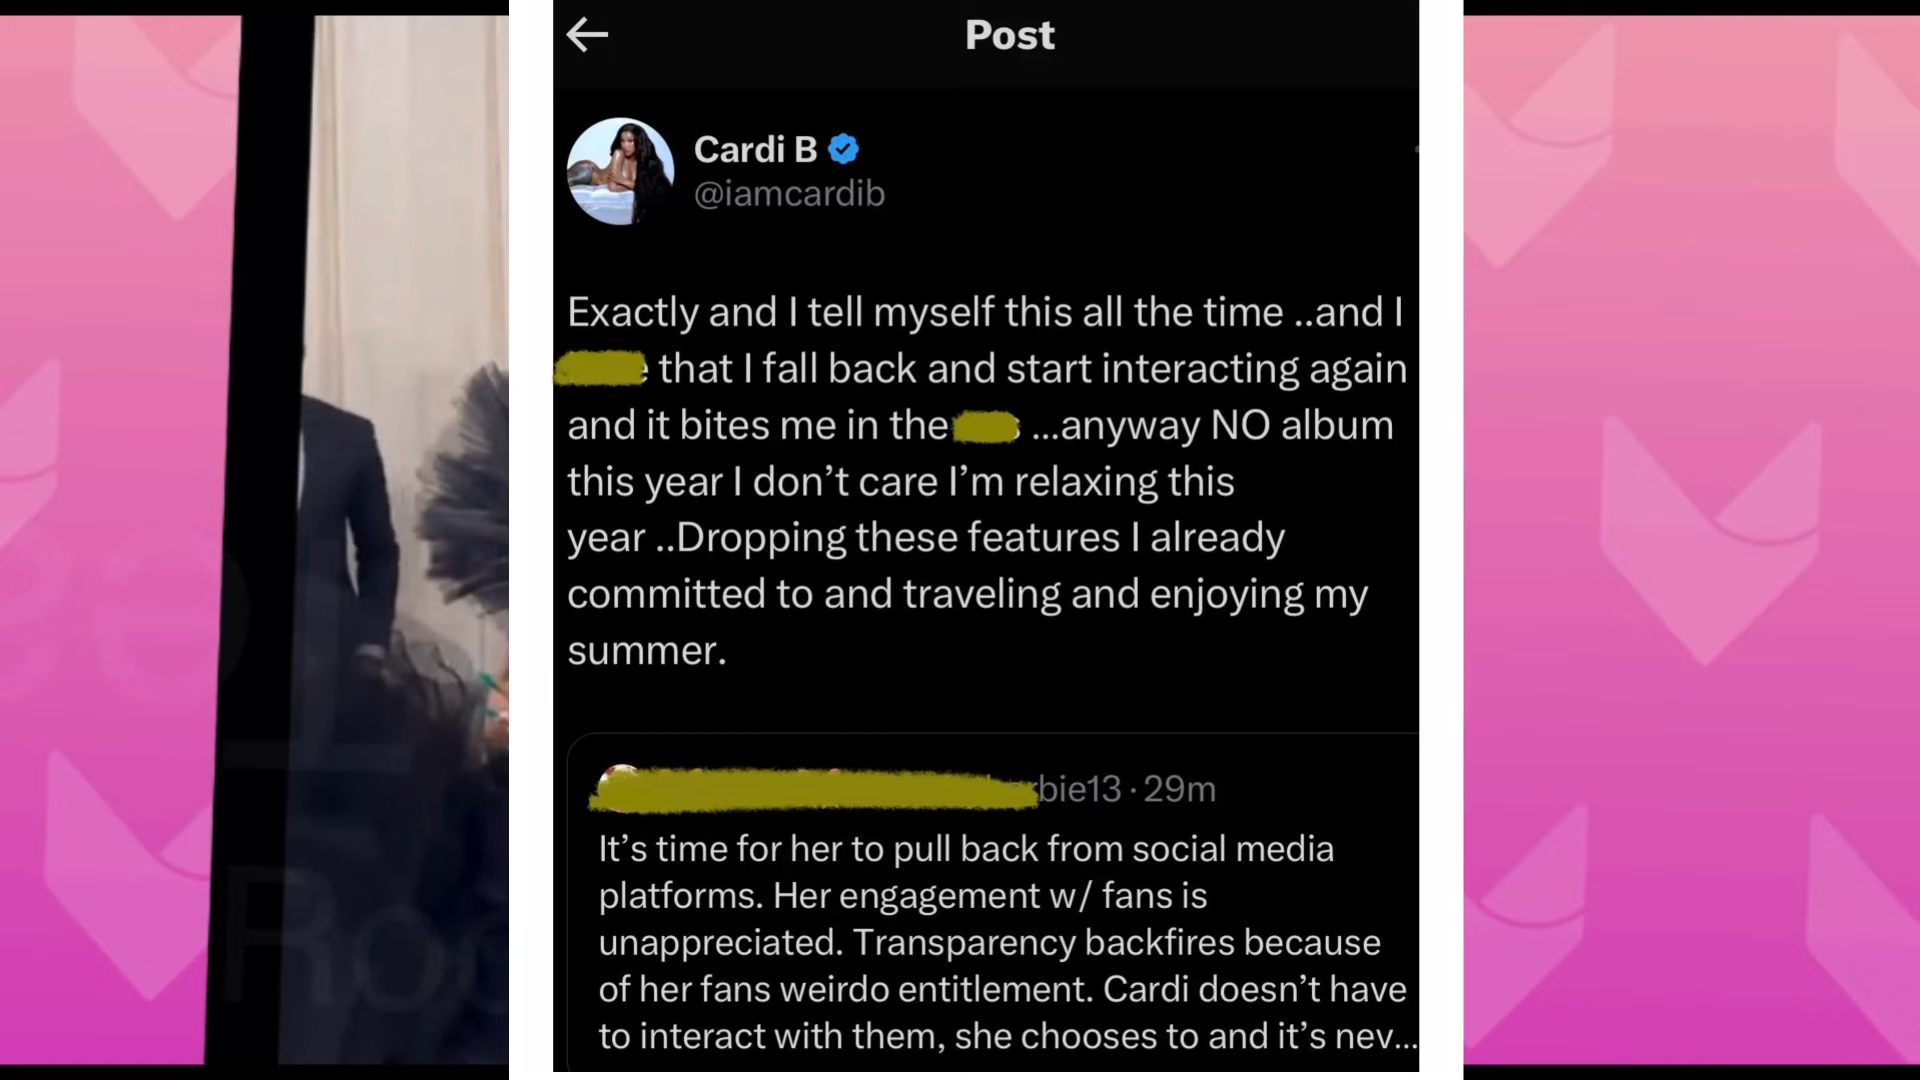 Post
Cardi B
@iamcardib
Exactly and I tell myself this all the time ..and I
that I fall back and start interacting again
and it bites me in the ...anyway NO album
this year I don’t care I’m relaxing this
year ..Dropping these features I already
committed to and traveling and enjoying my
summer.
bie13 · 29m
It’s time for her to pull back from social media
platforms. Her engagement w/ fans is
unappreciated. Transparency backfires because
of her fans weirdo entitlement. Cardi doesn’t have
to interact with them, she chooses to and it’s nev...